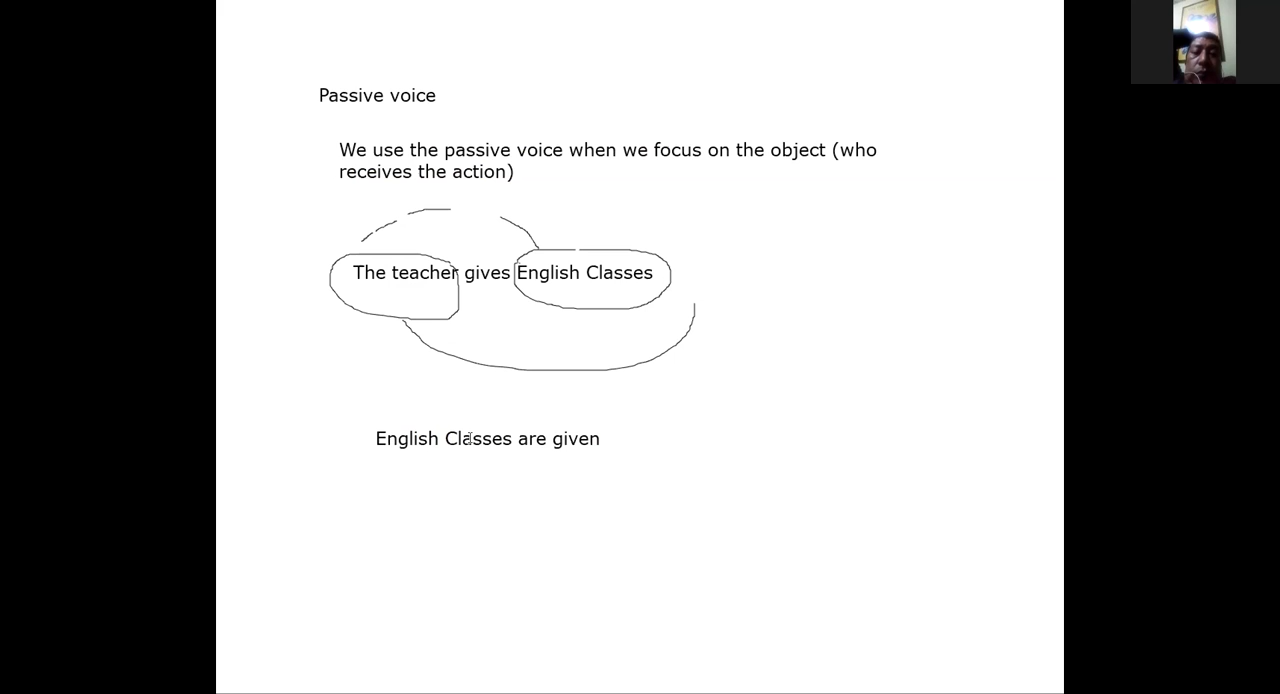 Passive voice
We use the passive voice when we focus on the object (who
receives the action)
The teacher gives English Classes
English Classes are given